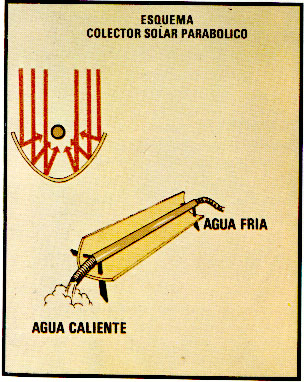 ESQUEMA
COLECTOR SOLAR PARABOLICO
AGUA FRIA
AGUA CALIENTE